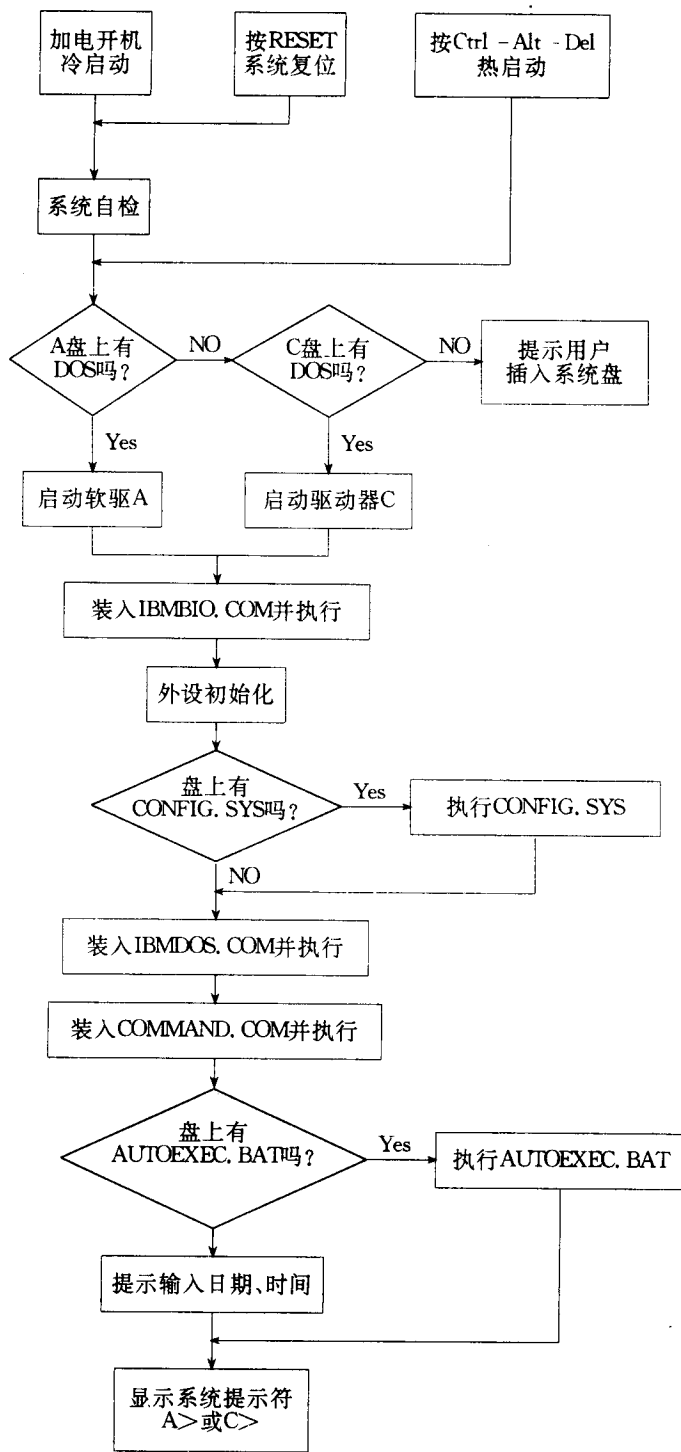 加电开机
冷启动
按RESET
系统复位
按Ctrl－Alt－Del
热启动
系统自检
A盘上有
DOS吗？
NO
C盘上有
DOS吗？
NO
提示用户
插入系统盘
Yes
Yes
启动软驱A
启动驱动器C
装入IBMBIO.COM并执行
外设初始化
盘上有
CONFIG.SYS吗？
Yes
执行CONFIG.SYS
NO
装入IBMDOS.COM并执行
装入COMMAND.COM并执行
盘上有
AUTOEXEC.BAT吗？
Yes
执行AUTOEXEC.BAT
提示输入日期、时间
显示系统提示符
A＞或C＞